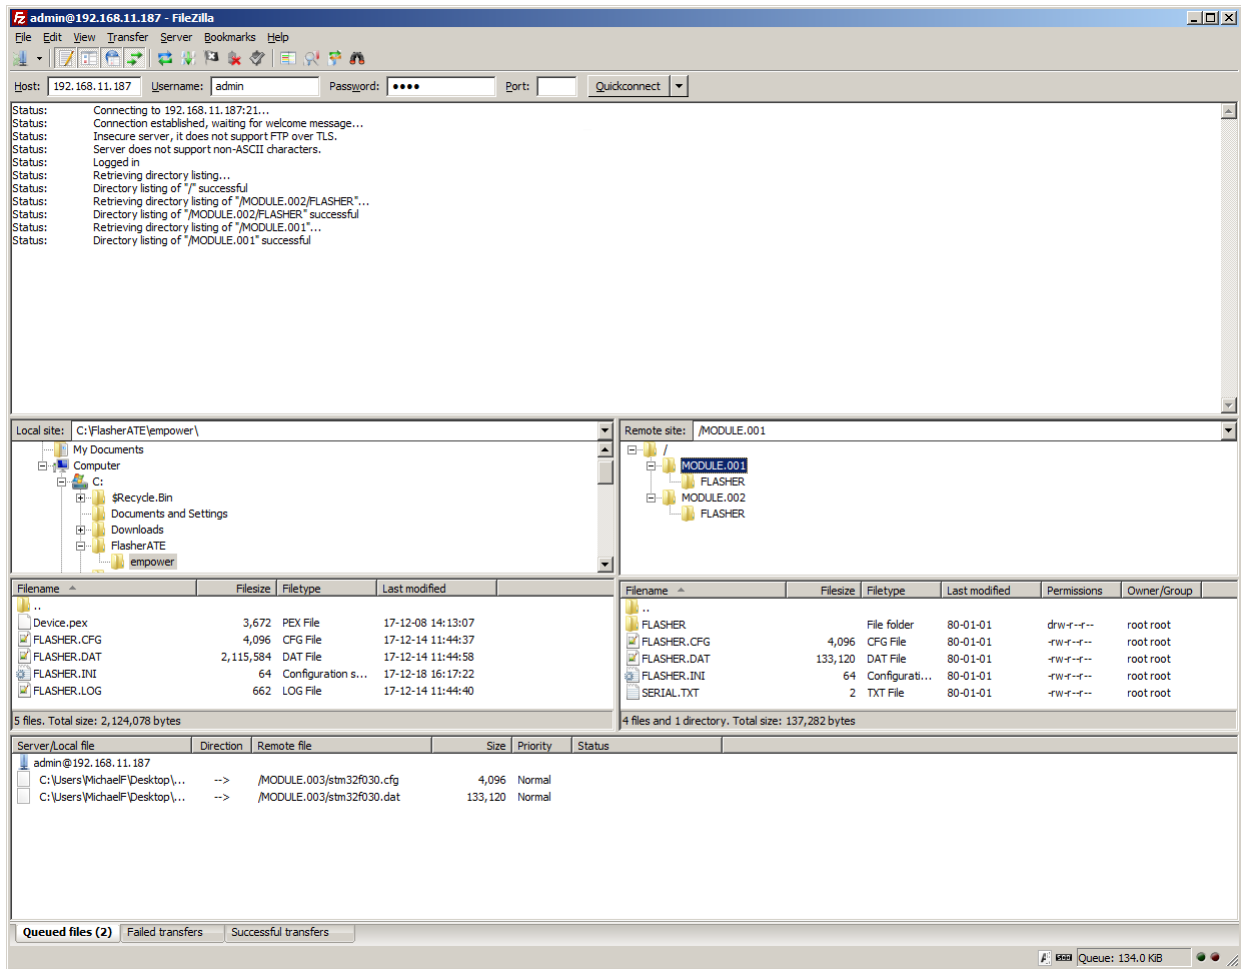 admin@192.168.11.187 - FileZilla
File Edit View Transfer Server Bookmarks Help
Host: 192.168.11.187 Username: admin Password: ●●●● Port: Quickconnect
Status: Connecting to 192.168.11.187:21...
Status: Connection established, waiting for welcome message...
Status: Insecure server, it does not support FTP over TLS.
Status: Server does not support non-ASCII characters.
Status: Logged in
Status: Retrieving directory listing...
Status: Directory listing of "/" successful
Status: Retrieving directory listing of "/MODULE.002/FLASHER"...
Status: Directory listing of "/MODULE.002/FLASHER" successful
Status: Retrieving directory listing of "/MODULE.001"...
Status: Directory listing of "/MODULE.001" successful
Local site: C:\FlasherATE\empower\
My Documents
Computer
C:
$Recycle.Bin
Documents and Settings
Downloads
FlasherATE
empower
Filename Filesize Filetype Last modified
..
Device.pex 3,672 PEX File 17-12-08 14:13:07
FLASHER.CFG 4,096 CFG File 17-12-14 11:44:37
FLASHER.DAT 2,115,584 DAT File 17-12-14 11:44:58
FLASHER.INI 64 Configuration s... 17-12-18 16:17:22
FLASHER.LOG 662 LOG File 17-12-14 11:44:40
5 files. Total size: 2,124,078 bytes
Remote site: /MODULE.001
/
MODULE.001
FLASHER
MODULE.002
FLASHER
Filename Filesize Filetype Last modified Permissions Owner/Group
..
FLASHER File folder 80-01-01 drw-r--r-- root root
FLASHER.CFG 4,096 CFG File 80-01-01 -rw-r--r-- root root
FLASHER.DAT 133,120 DAT File 80-01-01 -rw-r--r-- root root
FLASHER.INI 64 Configurati... 80-01-01 -rw-r--r-- root root
SERIAL.TXT 2 TXT File 80-01-01 -rw-r--r-- root root
4 files and 1 directory. Total size: 137,282 bytes
Server/Local file Direction Remote file Size Priority Status
admin@192.168.11.187
C:\Users\MichaelF\Desktop\... --> /MODULE.003/stm32f030.cfg 4,096 Normal
C:\Users\MichaelF\Desktop\... --> /MODULE.003/stm32f030.dat 133,120 Normal
Queued files (2) Failed transfers Successful transfers
Queue: 134.0 KiB